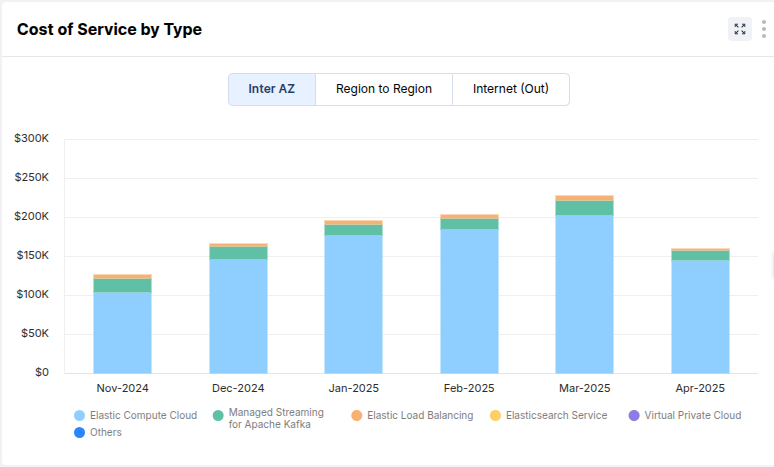 Cost of Service by Type
Inter AZ
Region to Region
Internet (Out)
$300K
$250K
$200K
$150K
$100K
$50K
$0
Nov-2024
Dec-2024
Jan-2025
Feb-2025
Mar-2025
Apr-2025
Elastic Compute Cloud
Managed Streaming
for Apache Kafka
Elastic Load Balancing
Elasticsearch Service
Virtual Private Cloud
Others